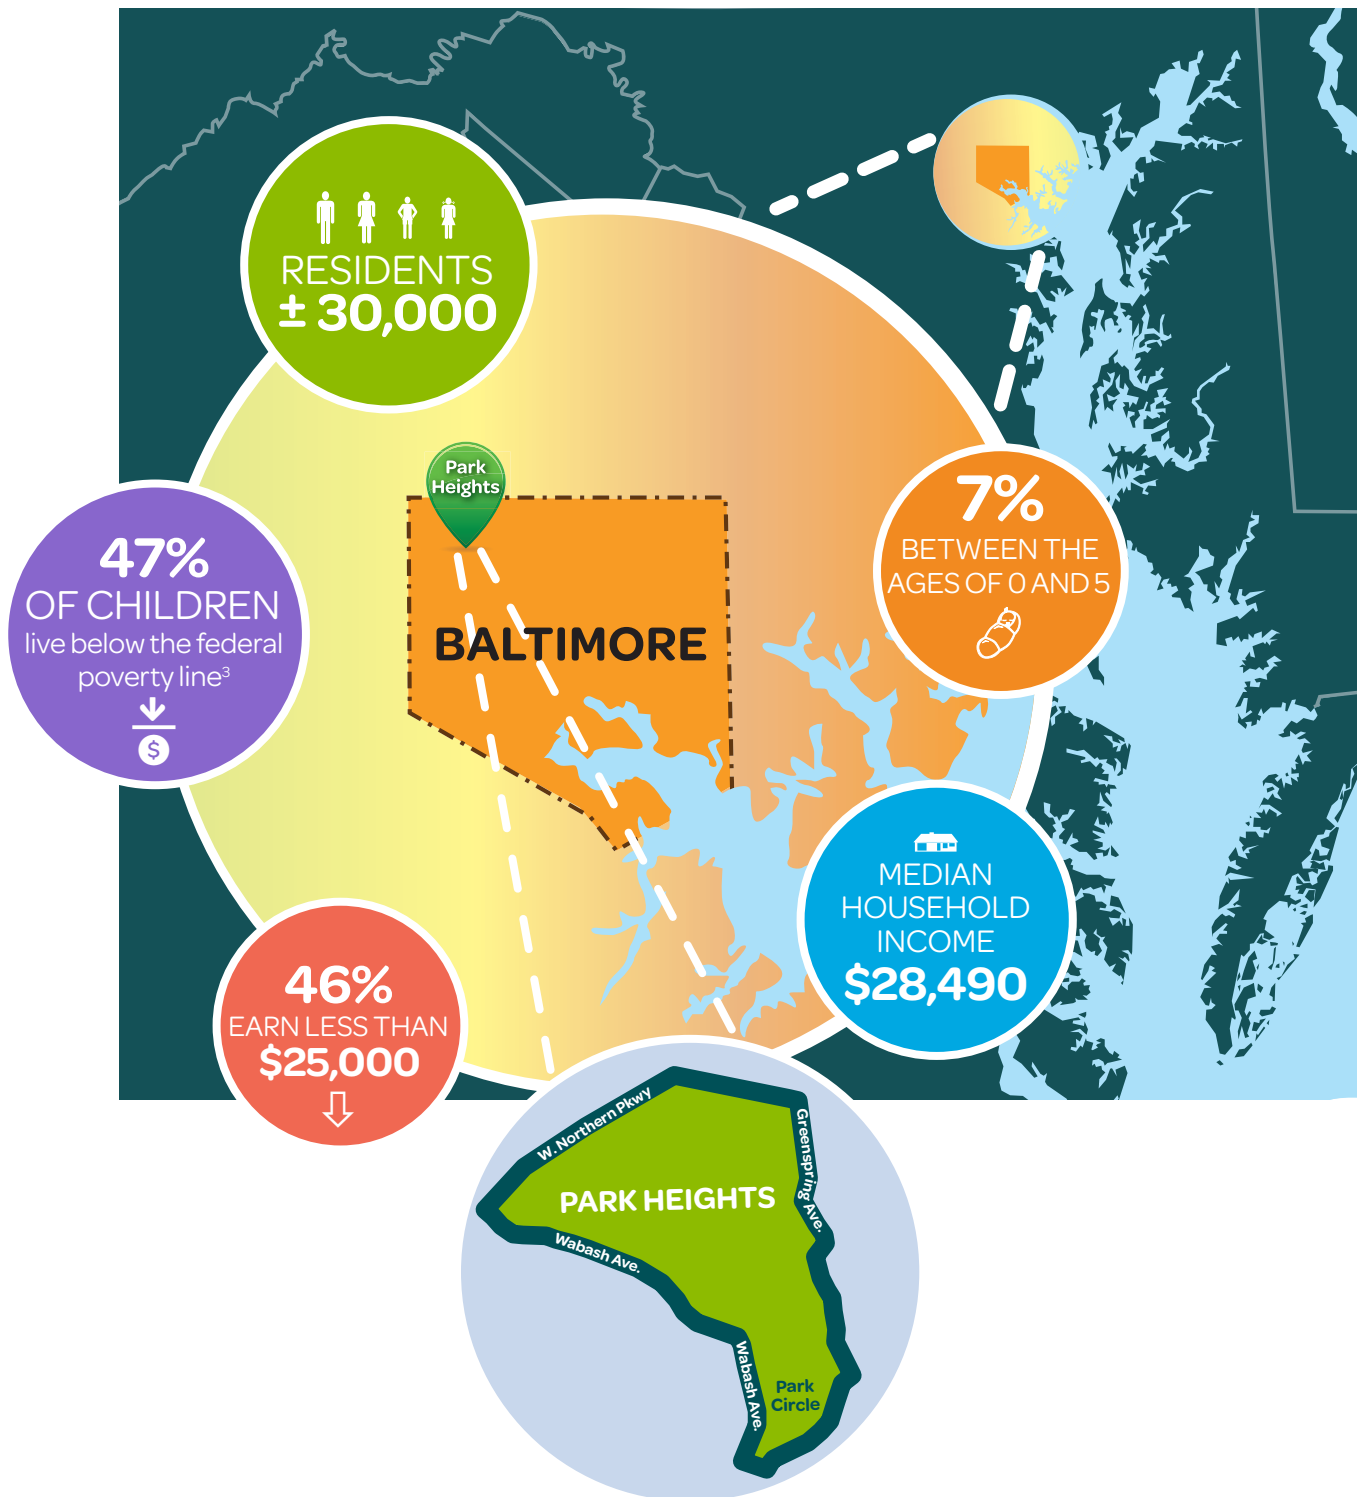 RESIDENTS
± 30,000
Park
Heights
47%
OF CHILDREN
live below the federal
poverty line³
$
7%
BETWEEN THE
AGES OF 0 AND 5
BALTIMORE
MEDIAN
HOUSEHOLD
INCOME
$28,490
46%
EARN LESS THAN
$25,000
W. Northern Pkwy
Greenspring Ave.
PARK HEIGHTS
Wabash Ave.
Wabash Ave.
Park
Circle